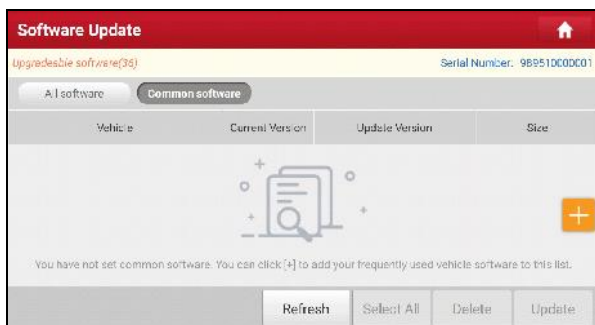 Software Update
Upgradesble software(36)
Serial Number: 989510000001
All software
Common software
Vehicle
Current Version
Update Version
Size
You have not set common software. You can click [+] to add your frequently used vehicle software to this list.
Refresh
Select All
Delete
Update